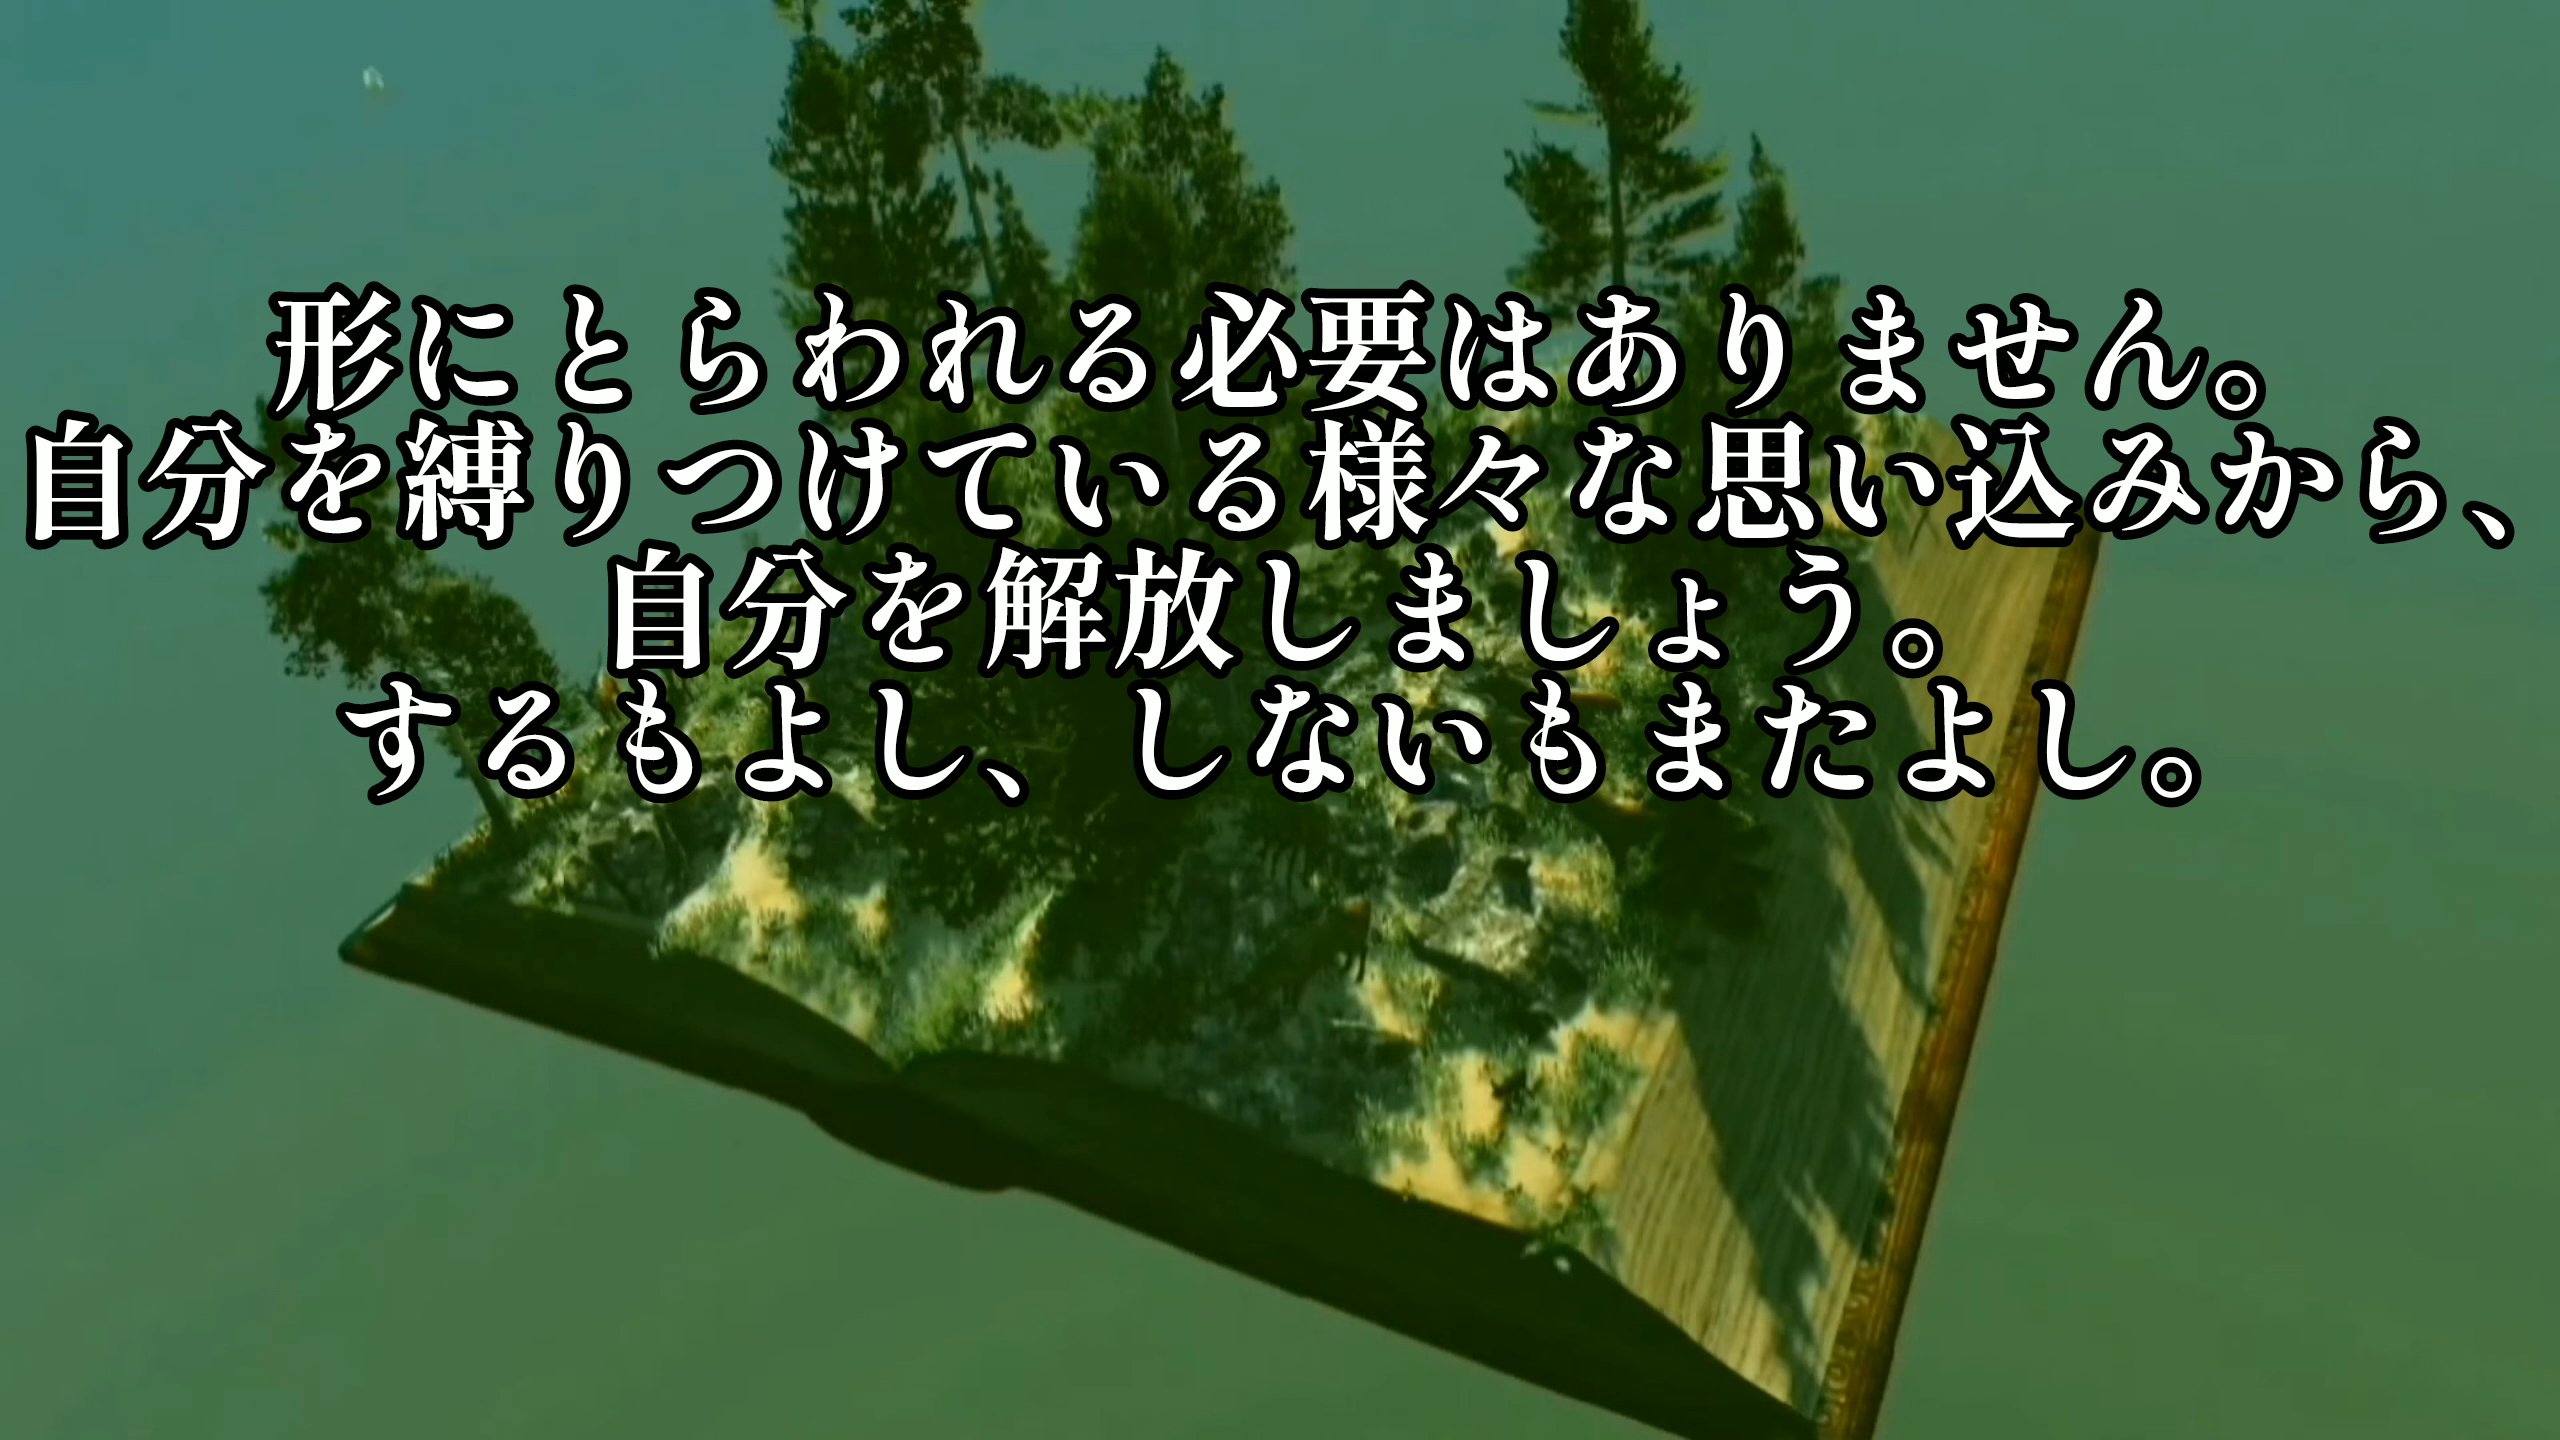 形にとらわれる必要はありません。
自分を縛りつけている様々な思い込みから、
自分を解放しましょう。
するもよし、しないもまたよし。